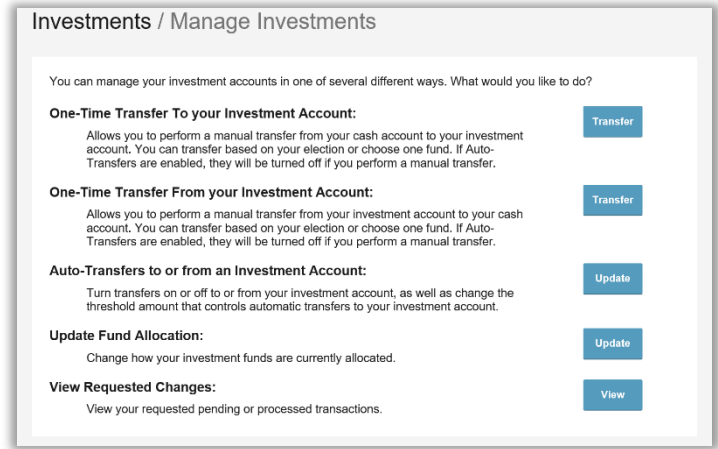 Investments / Manage Investments
You can manage your investment accounts in one of several different ways. What would you like to do?
One-Time Transfer To your Investment Account:
Transfer
Allows you to perform a manual transfer from your cash account to your investment
account. You can transfer based on your election or choose one fund. If Auto-
Transfers are enabled, they will be turned off if you perform a manual transfer.
One-Time Transfer From your Investment Account:
Transfer
Allows you to perform a manual transfer from your investment account to your cash
account. You can transfer based on your election or choose one fund. If Auto-
Transfers are enabled, they will be turned off if you perform a manual transfer.
Auto-Transfers to or from an Investment Account:
Update
Turn transfers on or off to or from your investment account, as well as change the
threshold amount that controls automatic transfers to your investment account.
Update Fund Allocation:
Update
Change how your investment funds are currently allocated.
View Requested Changes:
View
View your requested pending or processed transactions.